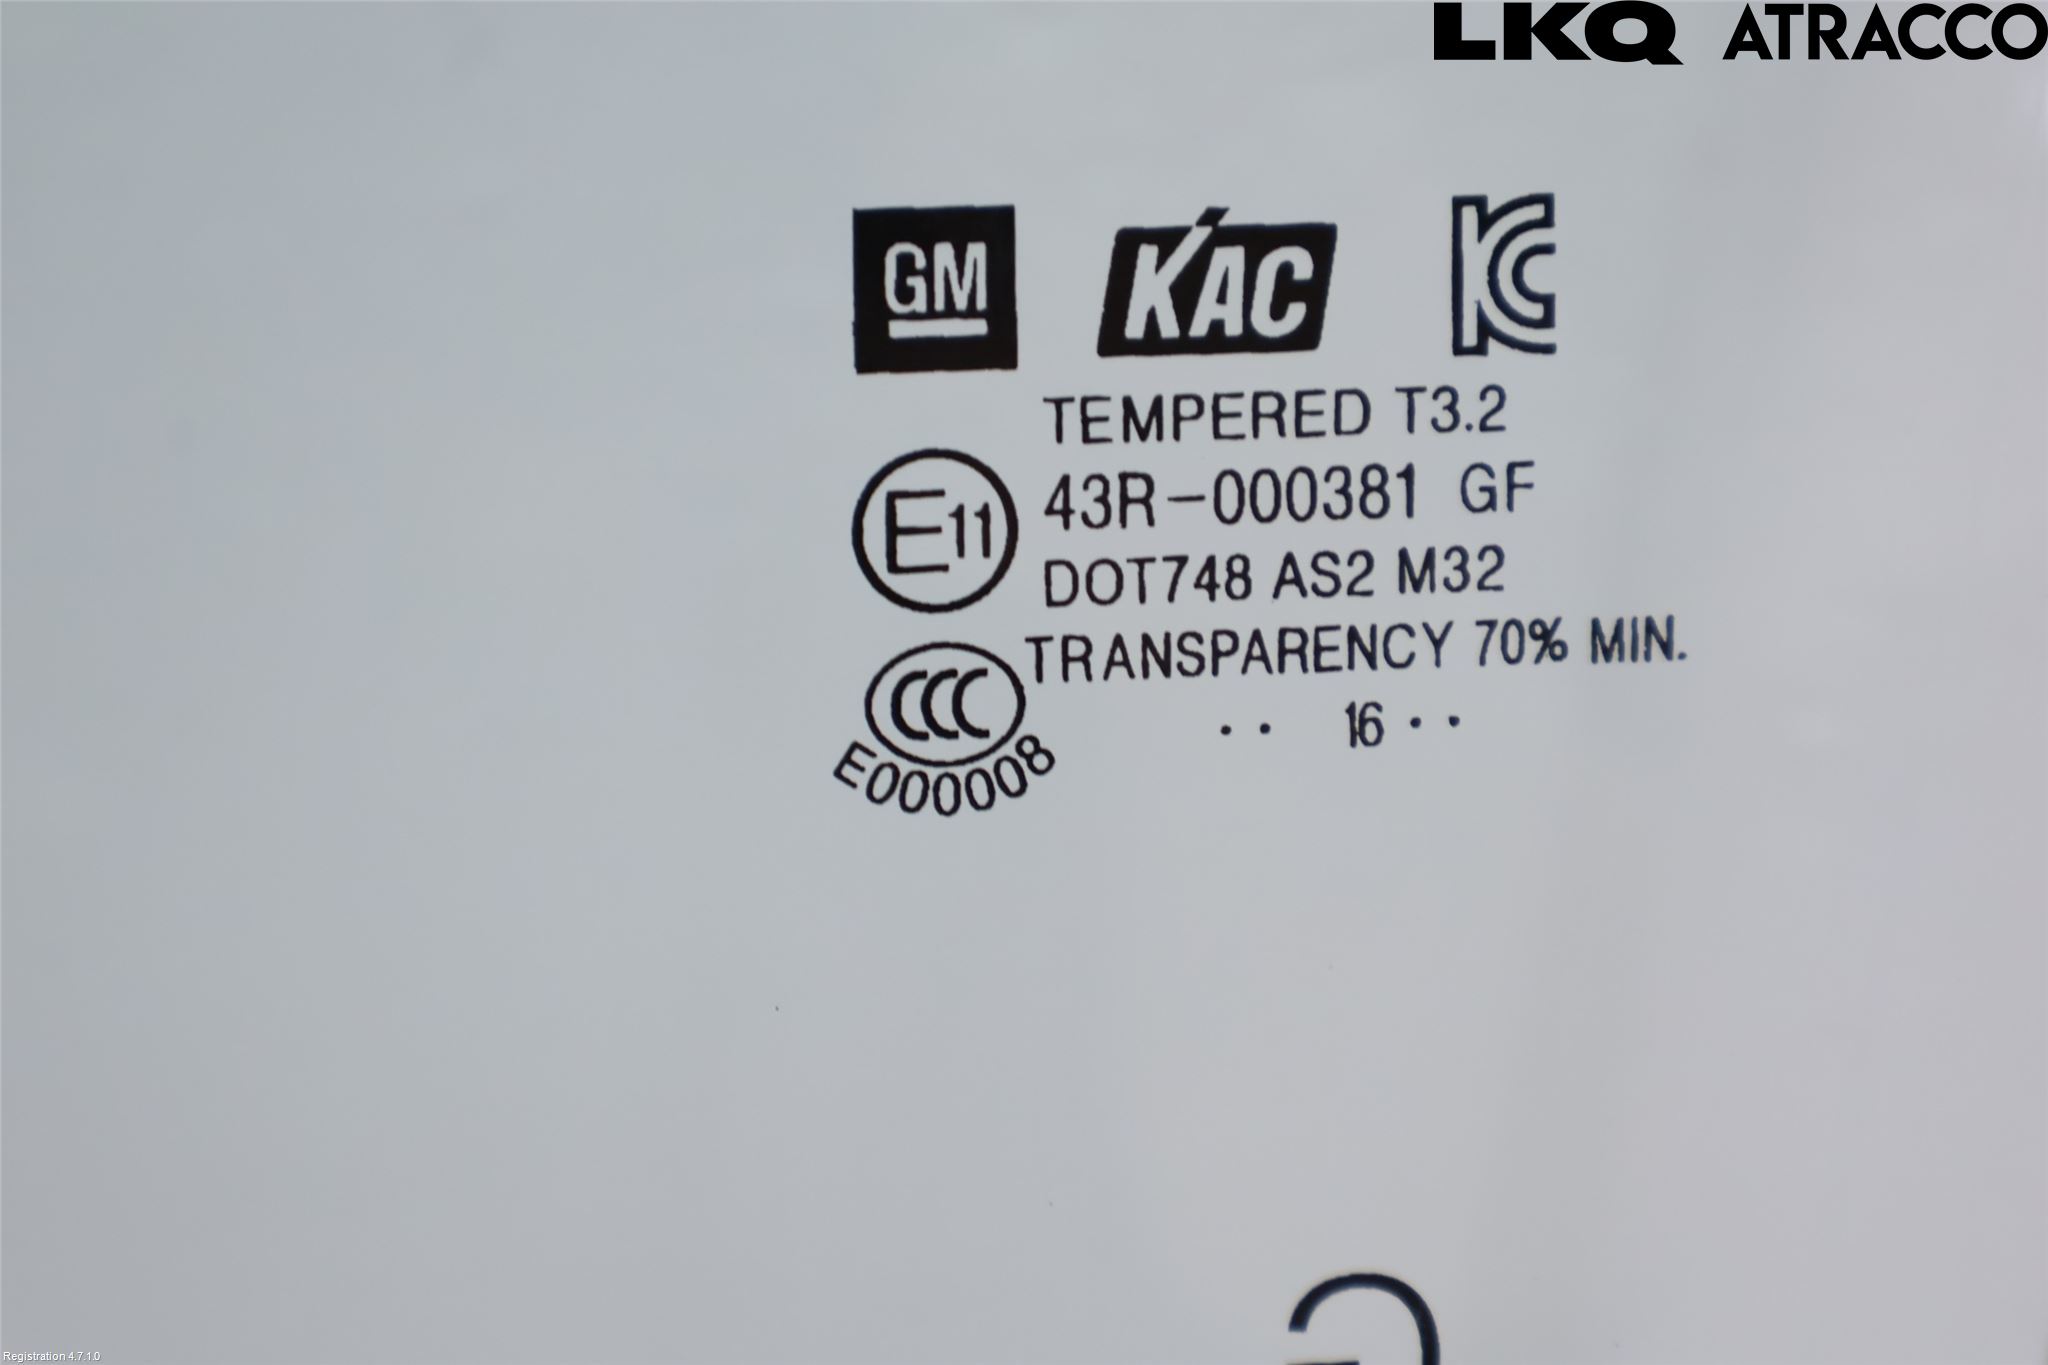 LKQ ATRACCO
GM KAC KC
TEMPERED T3.2
E11 43R-000381 GF
DOT748 AS2 M32
TRANSPARENCY 70% MIN.
CCC
.. 16 ..
E000008
Registration 4.7.1.0